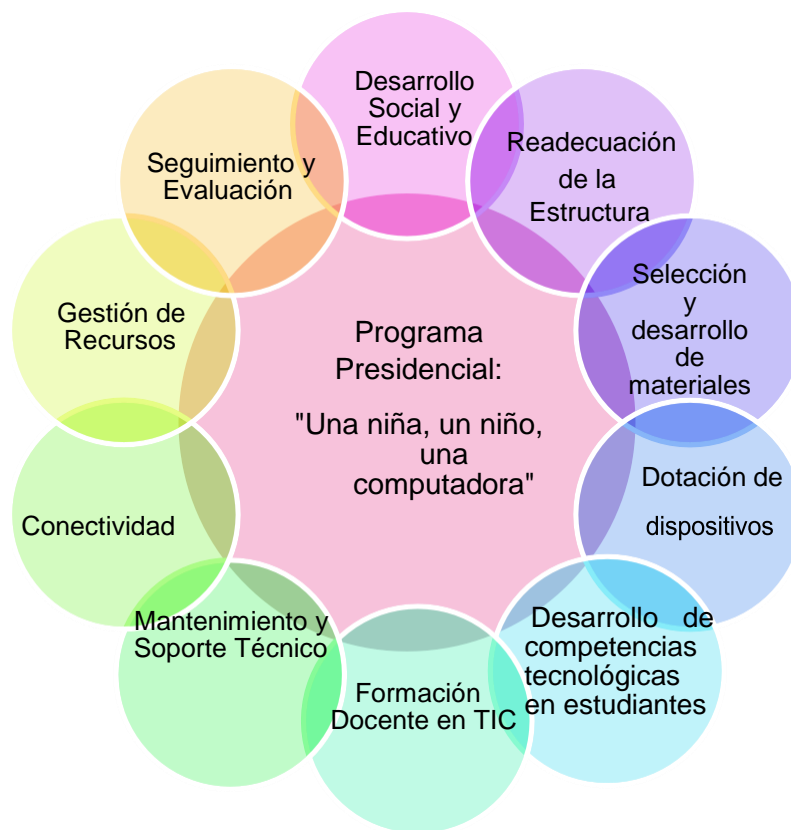 Desarrollo
Social y
Educativo
Readecuación
de la
Estructura
Selección
y
desarrollo
de
materiales
Dotación de
dispositivos
Desarrollo de
competencias
tecnológicas
en estudiantes
Formación
Docente en TIC
Mantenimiento y
Soporte Técnico
Conectividad
Gestión de
Recursos
Seguimiento y
Evaluación
Programa
Presidencial:
"Una niña, un niño,
una
computadora"